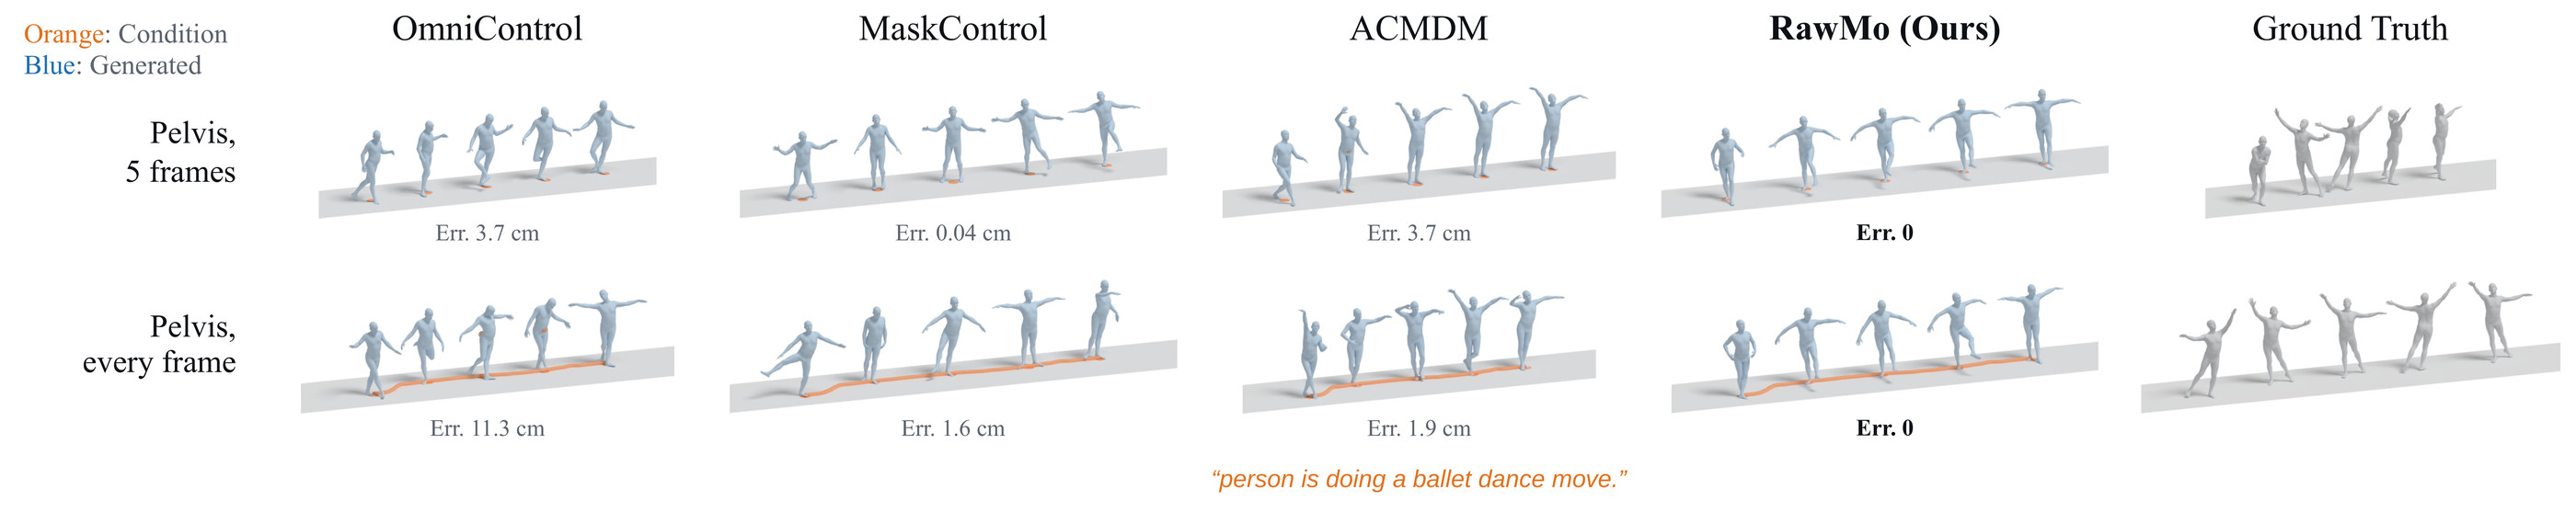 Orange: Condition
Blue: Generated
OmniControl
MaskControl
ACMDM
RawMo (Ours)
Ground Truth
Pelvis,
5 frames
Err. 3.7 cm
Err. 0.04 cm
Err. 3.7 cm
Err. 0
Pelvis,
every frame
Err. 11.3 cm
Err. 1.6 cm
Err. 1.9 cm
Err. 0
“person is doing a ballet dance move.”